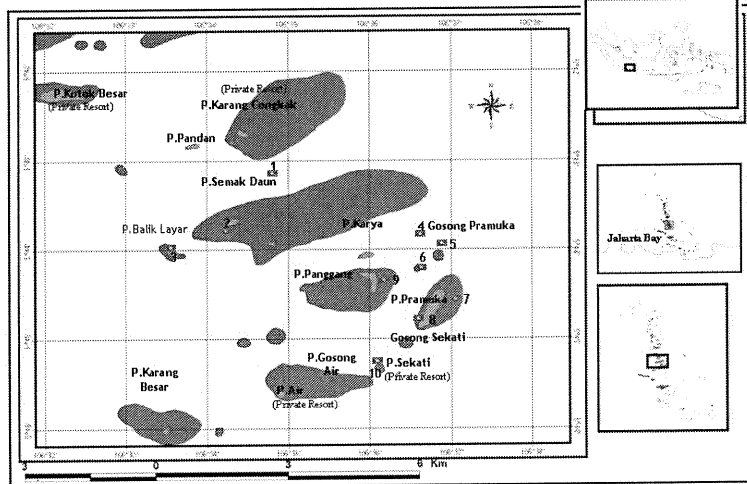 (Private Resort)
P.Kotok Besar
(Private Resort)
P.Karang Congkak
P.Pandan
1
P.Semak Daun
2
P.Balik Layar
P.Karya
4 Gosong Pramuka
5
6
P.Panggang
9
P.Pramuka
7
8
Gosong Sekati
P.Gosong
Air
P.Sekati
10
(Private Resort)
P.Karang
Besar
P.Air
(Private Resort)
3 0 3 6 Km
Jakarta Bay